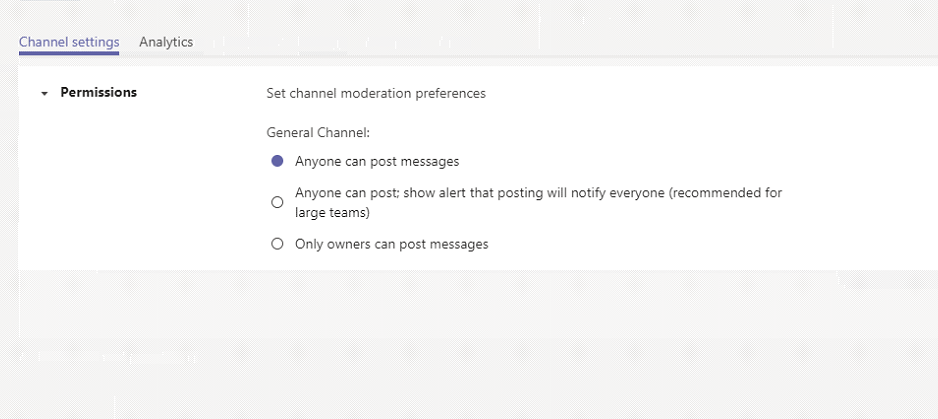 Channel settings Analytics
Permissions Set channel moderation preferences
General Channel:
Anyone can post messages
Anyone can post; show alert that posting will notify everyone (recommended for
large teams)
Only owners can post messages